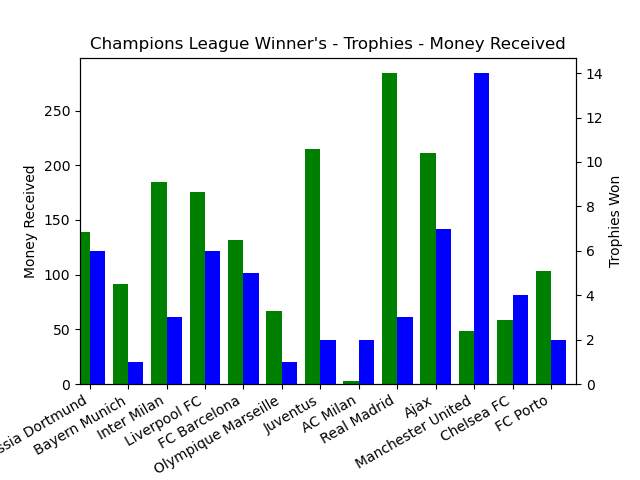 Champions League Winner's - Trophies - Money Received
Money Received
250
200
150
100
50
0
14
12
10
8
6
4
2
0
Trophies Won
ssia Dortmund
Bayern Munich
Inter Milan
Liverpool FC
FC Barcelona
Olympique Marseille
Juventus
AC Milan
Real Madrid
Ajax
Manchester United
Chelsea FC
FC Porto